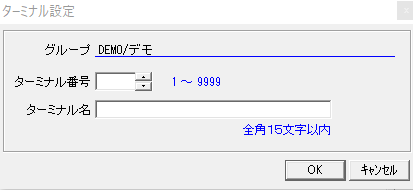 ターミナル設定
グループ DEMO/デモ
ターミナル番号 1 ～ 9999
ターミナル名
全角15文字以内
OK キャンセル